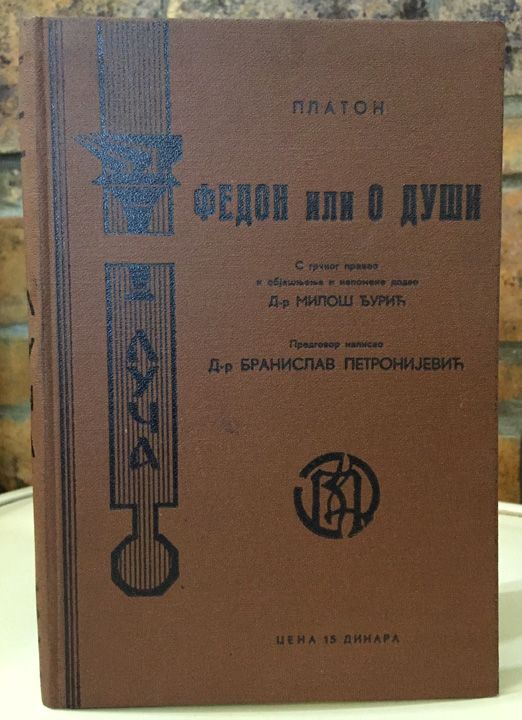 ПЛАТОН
ФЕДОН или О ДУШИ
С грчког превео
и објашњења и напомене додао
Д-р МИЛОШ ЂУРИЋ
Предговор написао
Д-р БРАНИСЛАВ ПЕТРОНИЈЕВИЋ
ЦЕНА 15 ДИНАРА
ЛУЧА
ЛУЧА